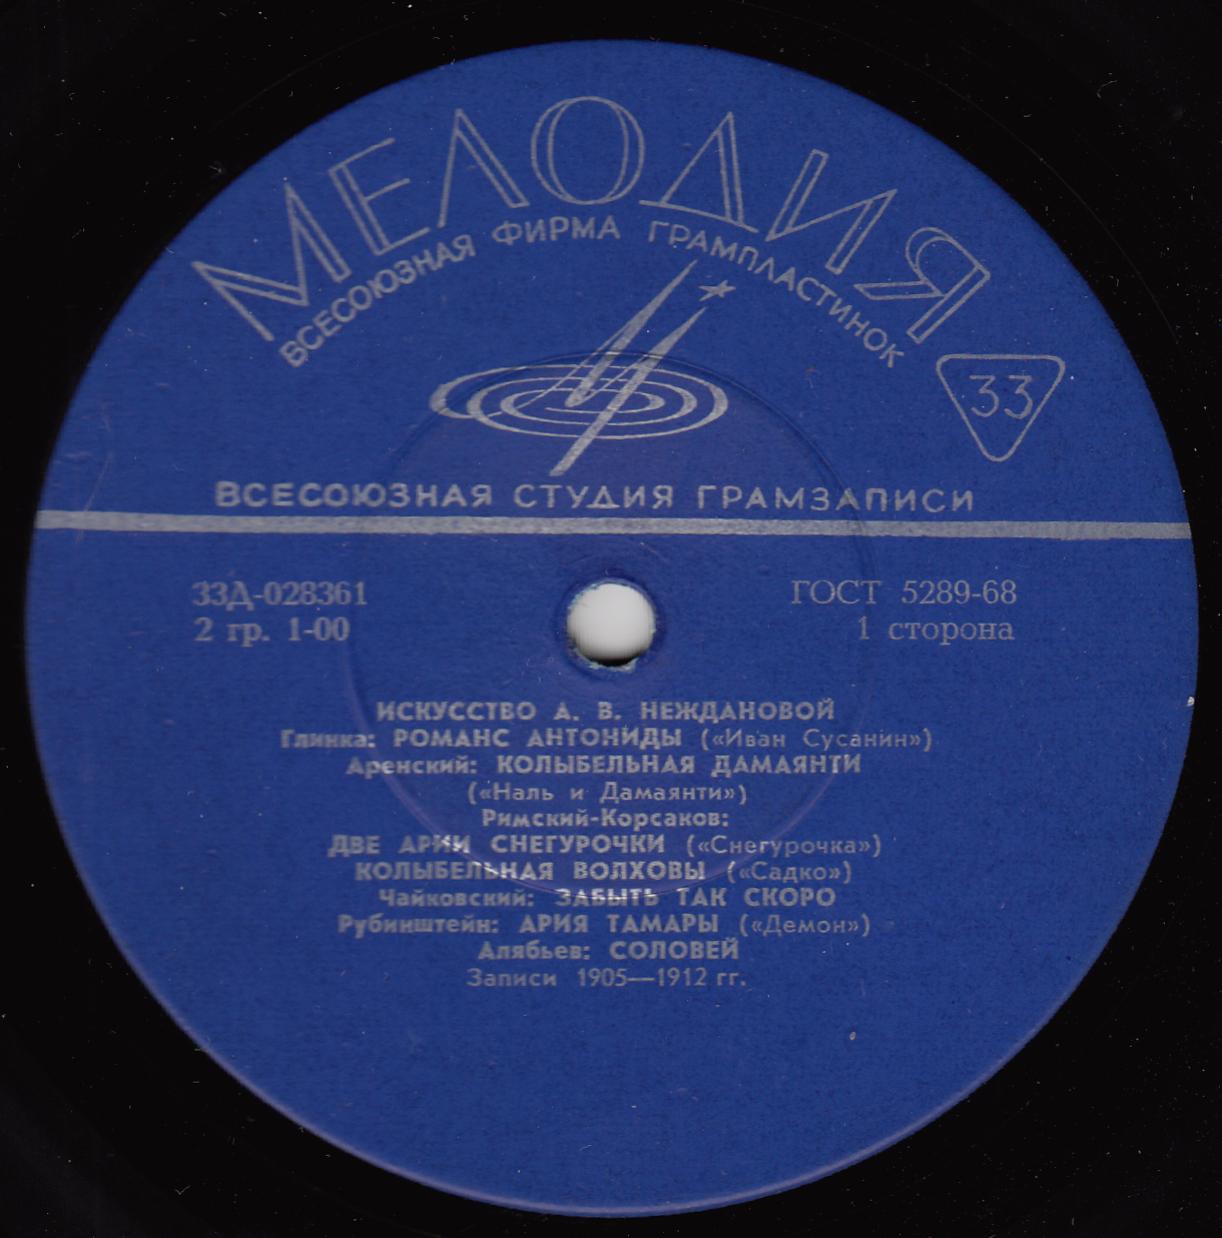 МЕЛОДИЯ
ВСЕСОЮЗНАЯ ФИРМА ГРАМПЛАСТИНОК
33
ВСЕСОЮЗНАЯ СТУДИЯ ГРАМЗАПИСИ
33Д-028361
ГОСТ 5289-68
2 гр. 1-00
1 сторона
ИСКУССТВО А. В. НЕЖДАНОВОЙ
Глинка: РОМАНС АНТОНИДЫ («Иван Сусанин»)
Аренский: КОЛЫБЕЛЬНАЯ ДАМАЯНТИ
(«Наль и Дамаянти»)
Римский-Корсаков:
ДВЕ АРИИ СНЕГУРОЧКИ («Снегурочка»)
КОЛЫБЕЛЬНАЯ ВОЛХОВЫ («Садко»)
Чайковский: ЗАБЫТЬ ТАК СКОРО
Рубинштейн: АРИЯ ТАМАРЫ («Демон»)
Алябьев: СОЛОВЕЙ
Записи 1905—1912 гг.